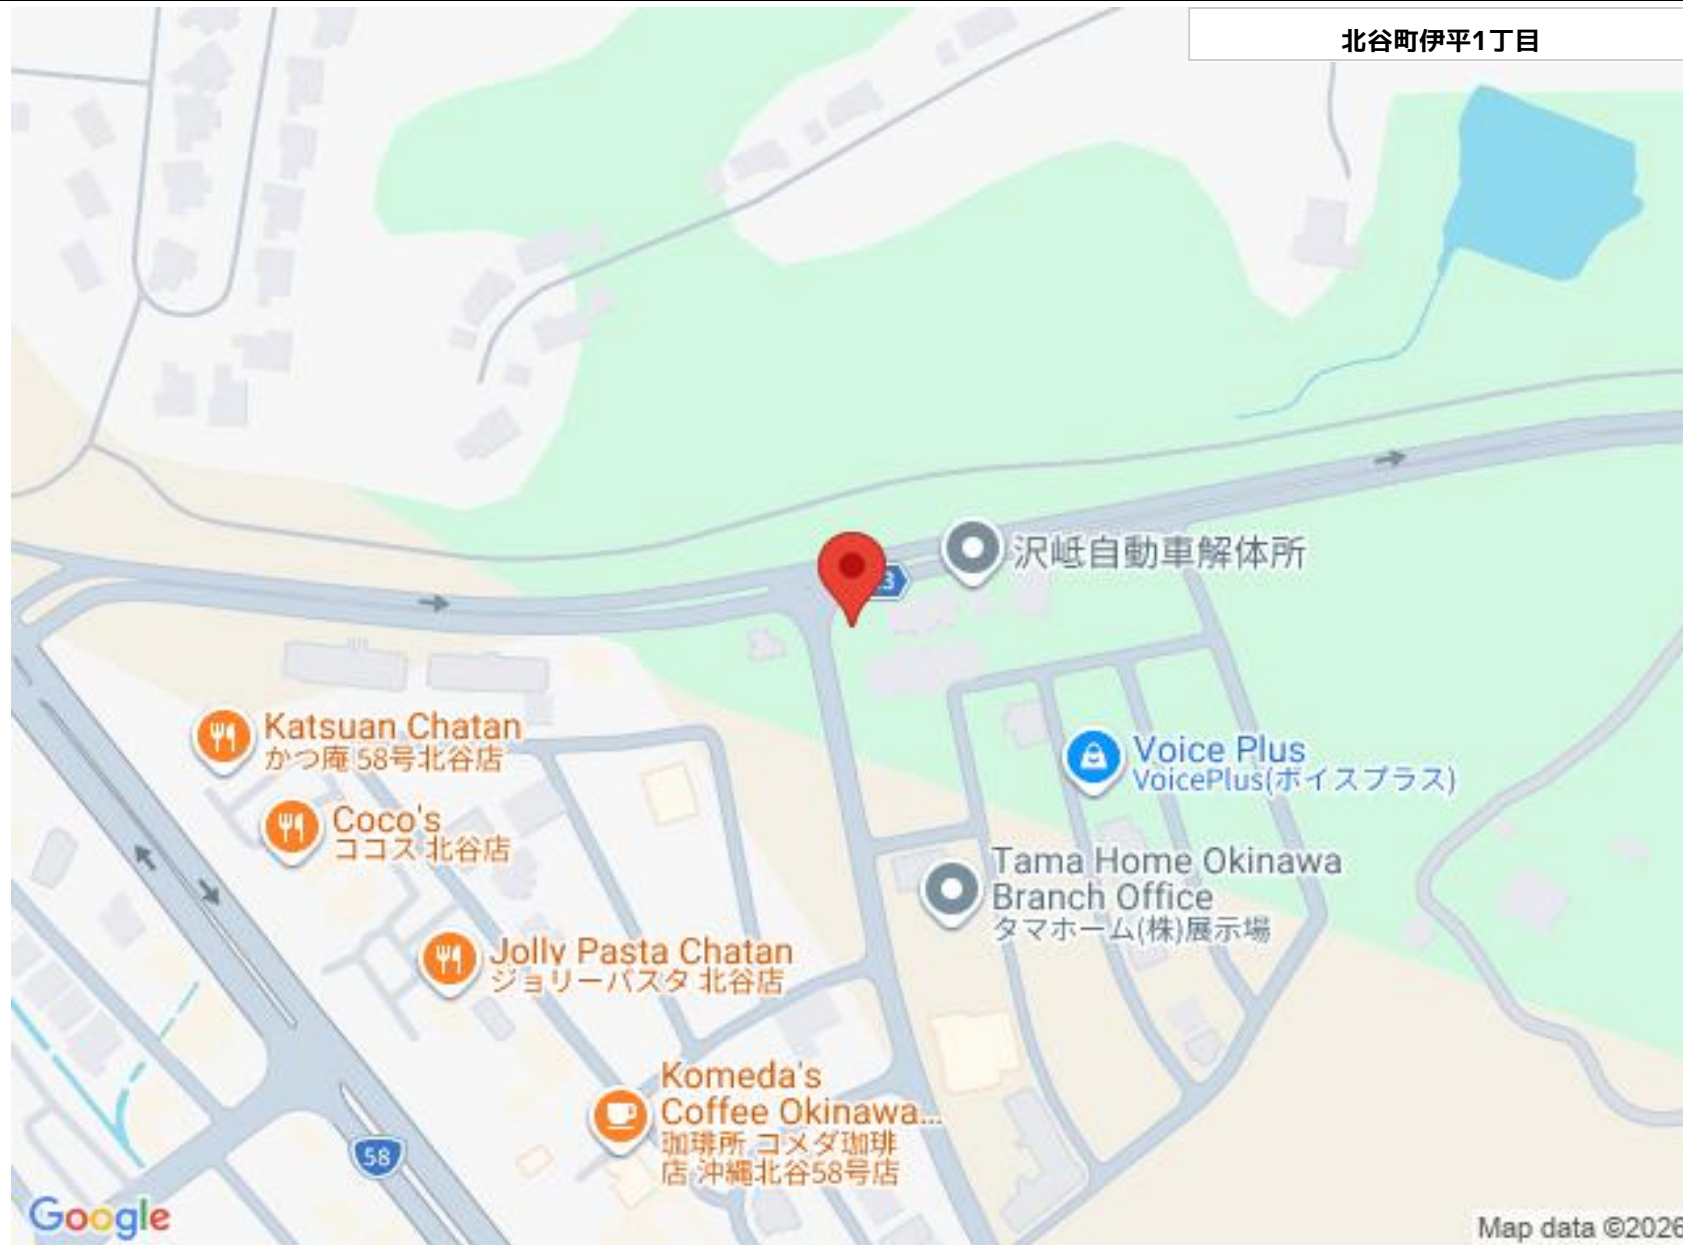 北谷町伊平1丁目
沢岻自動車解体所
Katsuan Chatan
かつ庵 58号北谷店
Coco's
ココス 北谷店
Voice Plus
VoicePlus(ボイスプラス)
Tama Home Okinawa
Branch Office
タマホーム(株)展示場
Jolly Pasta Chatan
ジョリーパスタ 北谷店
Komeda's
Coffee Okinawa...
珈琲所 コメダ珈琲
店 沖縄北谷58号店
58
Google
Map data ©2026